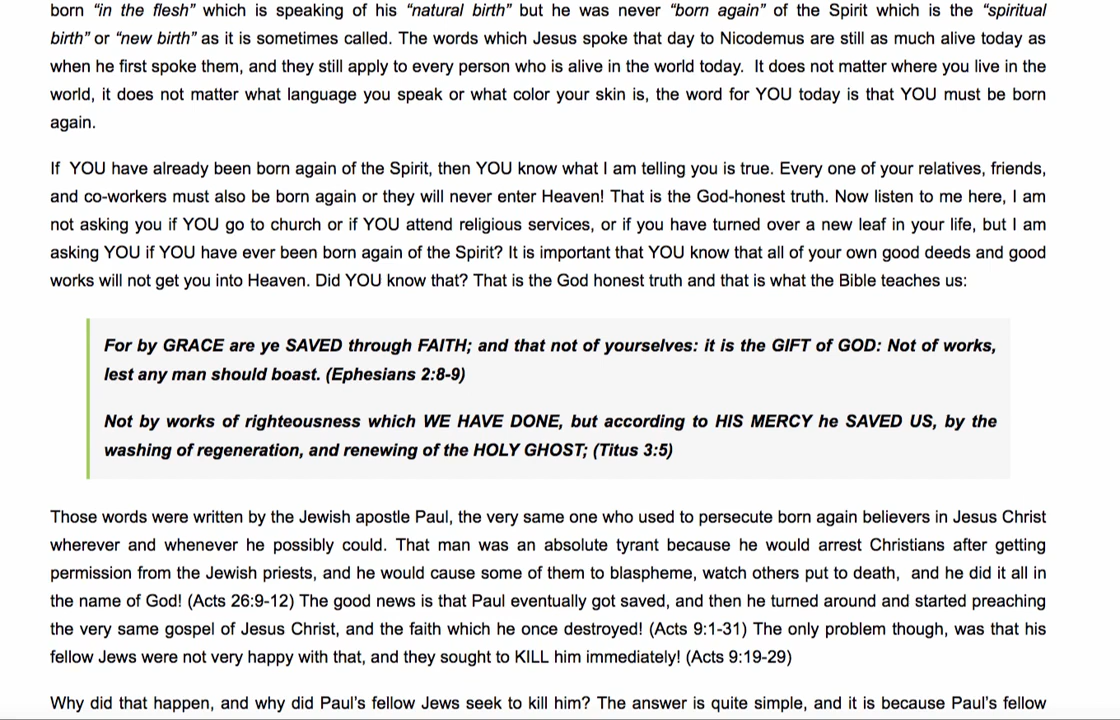 born “in the flesh” which is speaking of his “natural birth” but he was never “born again” of the Spirit which is the “spiritual
birth” or “new birth” as it is sometimes called. The words which Jesus spoke that day to Nicodemus are still as much alive today as
when he first spoke them, and they still apply to every person who is alive in the world today.  It does not matter where you live in the
world, it does not matter what language you speak or what color your skin is, the word for YOU today is that YOU must be born
again.
If  YOU have already been born again of the Spirit, then YOU know what I am telling you is true. Every one of your relatives, friends,
and co-workers must also be born again or they will never enter Heaven! That is the God-honest truth. Now listen to me here, I am
not asking you if YOU go to church or if YOU attend religious services, or if you have turned over a new leaf in your life, but I am
asking YOU if YOU have ever been born again of the Spirit? It is important that YOU know that all of your own good deeds and good
works will not get you into Heaven. Did YOU know that? That is the God honest truth and that is what the Bible teaches us:
For by GRACE are ye SAVED through FAITH; and that not of yourselves: it is the GIFT of GOD: Not of works,
lest any man should boast. (Ephesians 2:8-9)
Not by works of righteousness which WE HAVE DONE, but according to HIS MERCY he SAVED US, by the
washing of regeneration, and renewing of the HOLY GHOST; (Titus 3:5)
Those words were written by the Jewish apostle Paul, the very same one who used to persecute born again believers in Jesus Christ
wherever and whenever he possibly could. That man was an absolute tyrant because he would arrest Christians after getting
permission from the Jewish priests, and he would cause some of them to blaspheme, watch others put to death,  and he did it all in
the name of God! (Acts 26:9-12) The good news is that Paul eventually got saved, and then he turned around and started preaching
the very same gospel of Jesus Christ, and the faith which he once destroyed! (Acts 9:1-31) The only problem though, was that his
fellow Jews were not very happy with that, and they sought to KILL him immediately! (Acts 9:19-29)
Why did that happen, and why did Paul's fellow Jews seek to kill him? The answer is quite simple, and it is because Paul's fellow